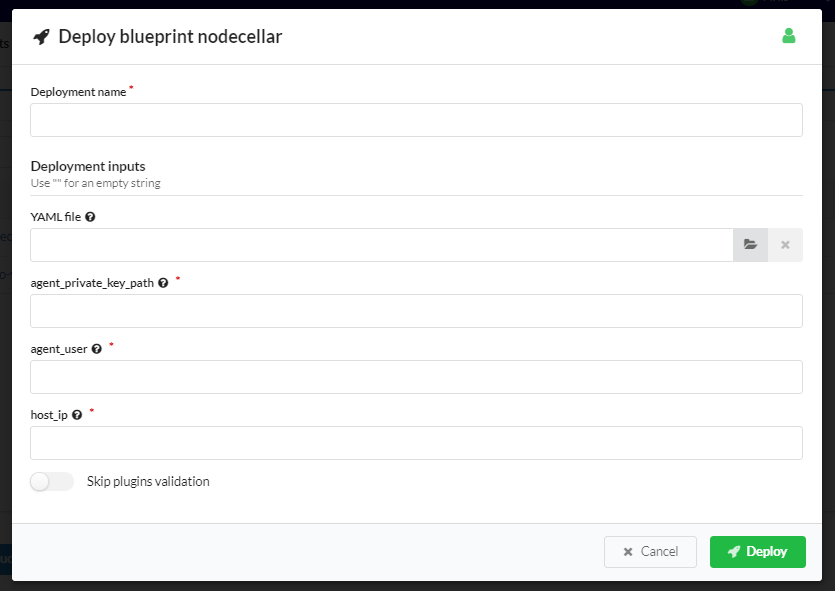 Deploy blueprint nodecellar
Deployment name *
Deployment inputs
Use "" for an empty string
YAML file
agent_private_key_path *
agent_user *
host_ip *
Skip plugins validation
Cancel
Deploy